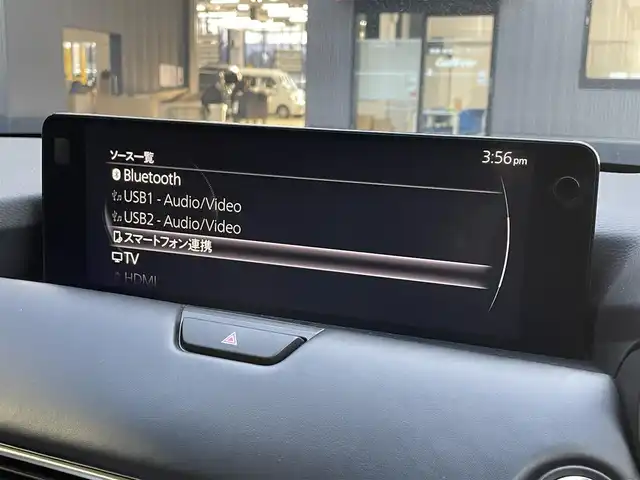 ソース一覧
3:56pm
Bluetooth
USB1 - Audio/Video
USB2 - Audio/Video
スマートフォン連携
TV
HDMI